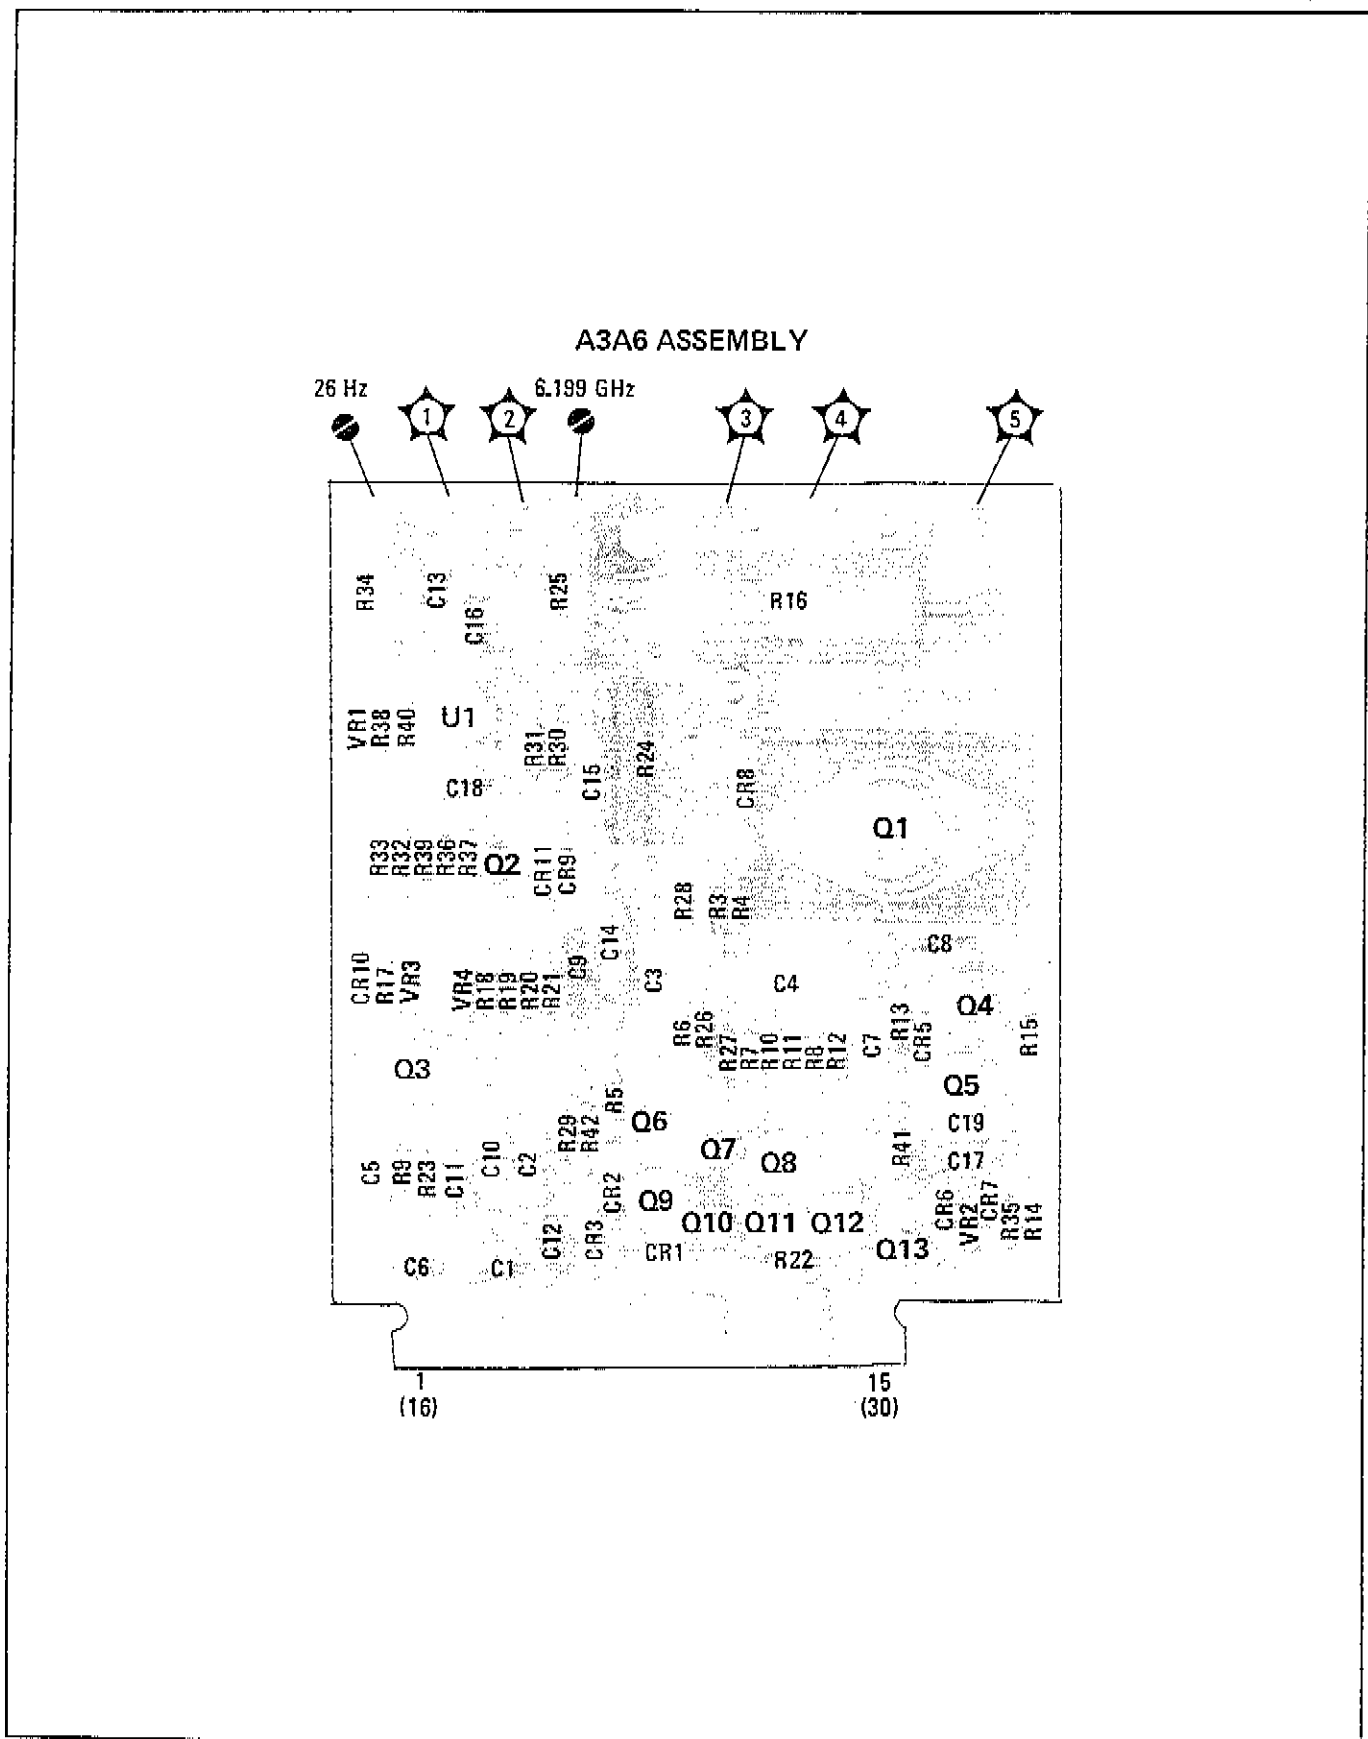 A3A6 ASSEMBLY
26 Hz
1
2
6.199 GHz
3
4
5
R34
C13
C16
R25
R16
VR1
R38
R40
U1
R31
R30
C15
R24
CR8
C18
Q1
R33
R32
R39
R36
R37
Q2
CR11
CR9
R28
R3
R4
C8
CR10
R17
VR3
VR4
R18
R19
R20
R21
C9
C14
C3
C4
Q4
R6
R26
R27
R7
R10
R11
R8
R12
C7
R13
CR5
R15
Q3
Q5
R5
Q6
C19
R29
R42
Q7
Q8
R41
C17
C5
R9
R23
C11
C10
C2
CR2
Q9
Q10
Q11
Q12
CR6
VR2
CR7
R35
R14
C12
CR3
CR1
R22
Q13
C6
C1
1
(16)
15
(30)